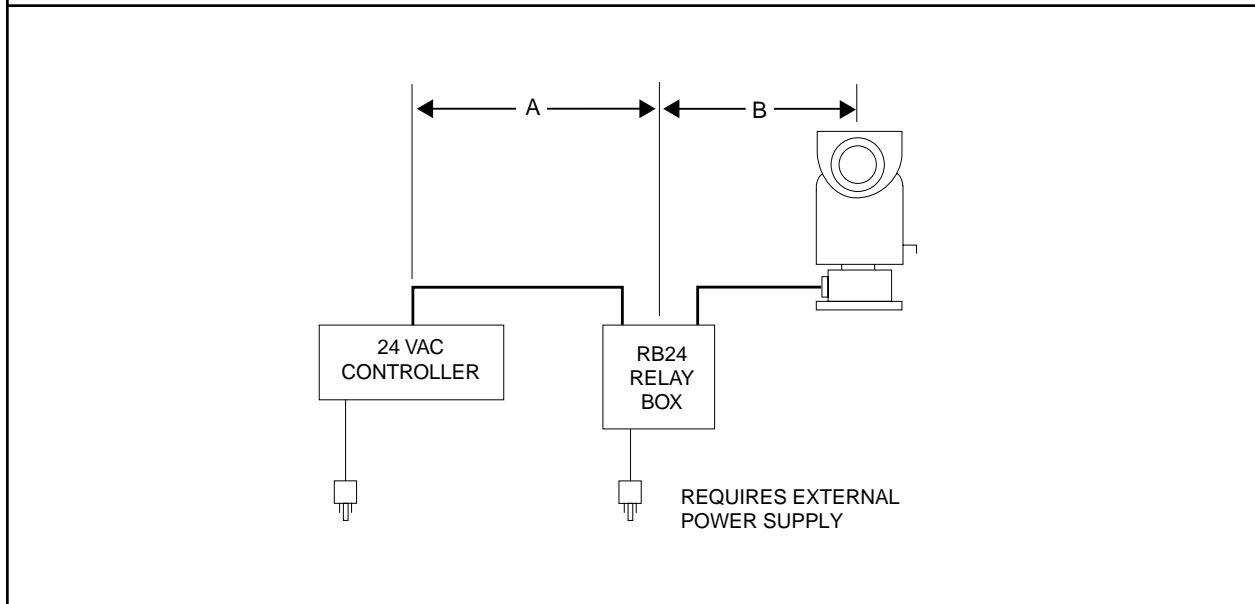 A
B
24 VAC
CONTROLLER
RB24
RELAY
BOX
REQUIRES EXTERNAL
POWER SUPPLY